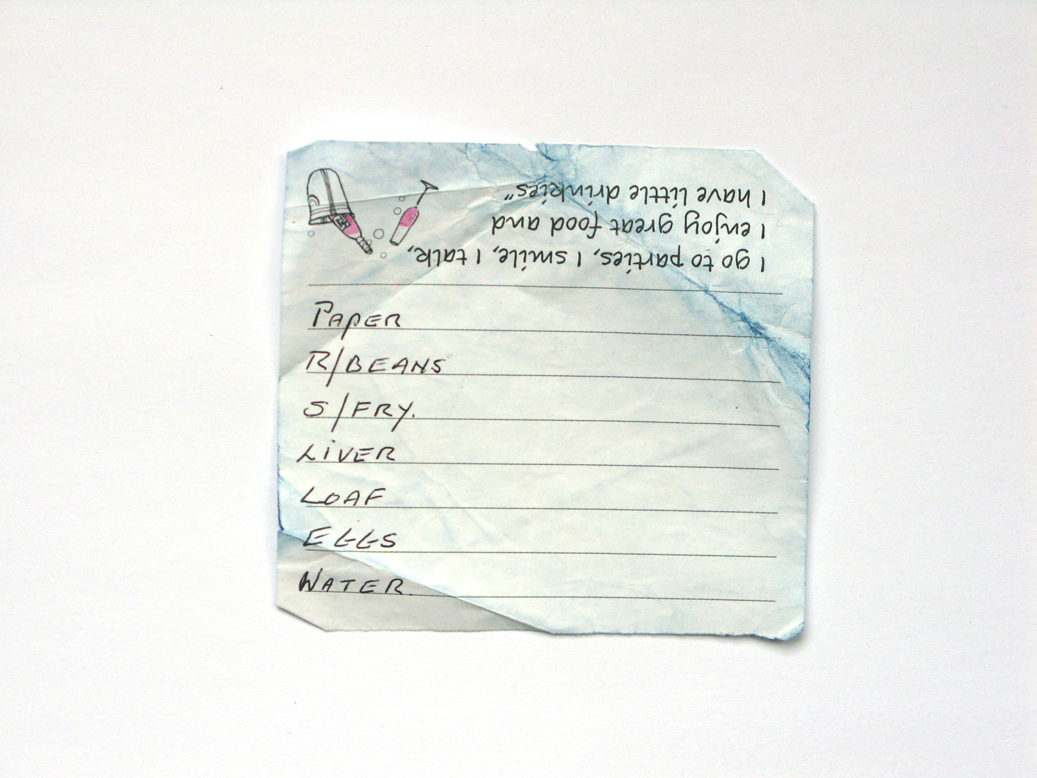 I go to parties, I smile, I talk,
I enjoy great food and
I have little drinkies"
PAPER
R/BEANS
S/FRY.
LIVER
LOAF
EGGS
WATER.